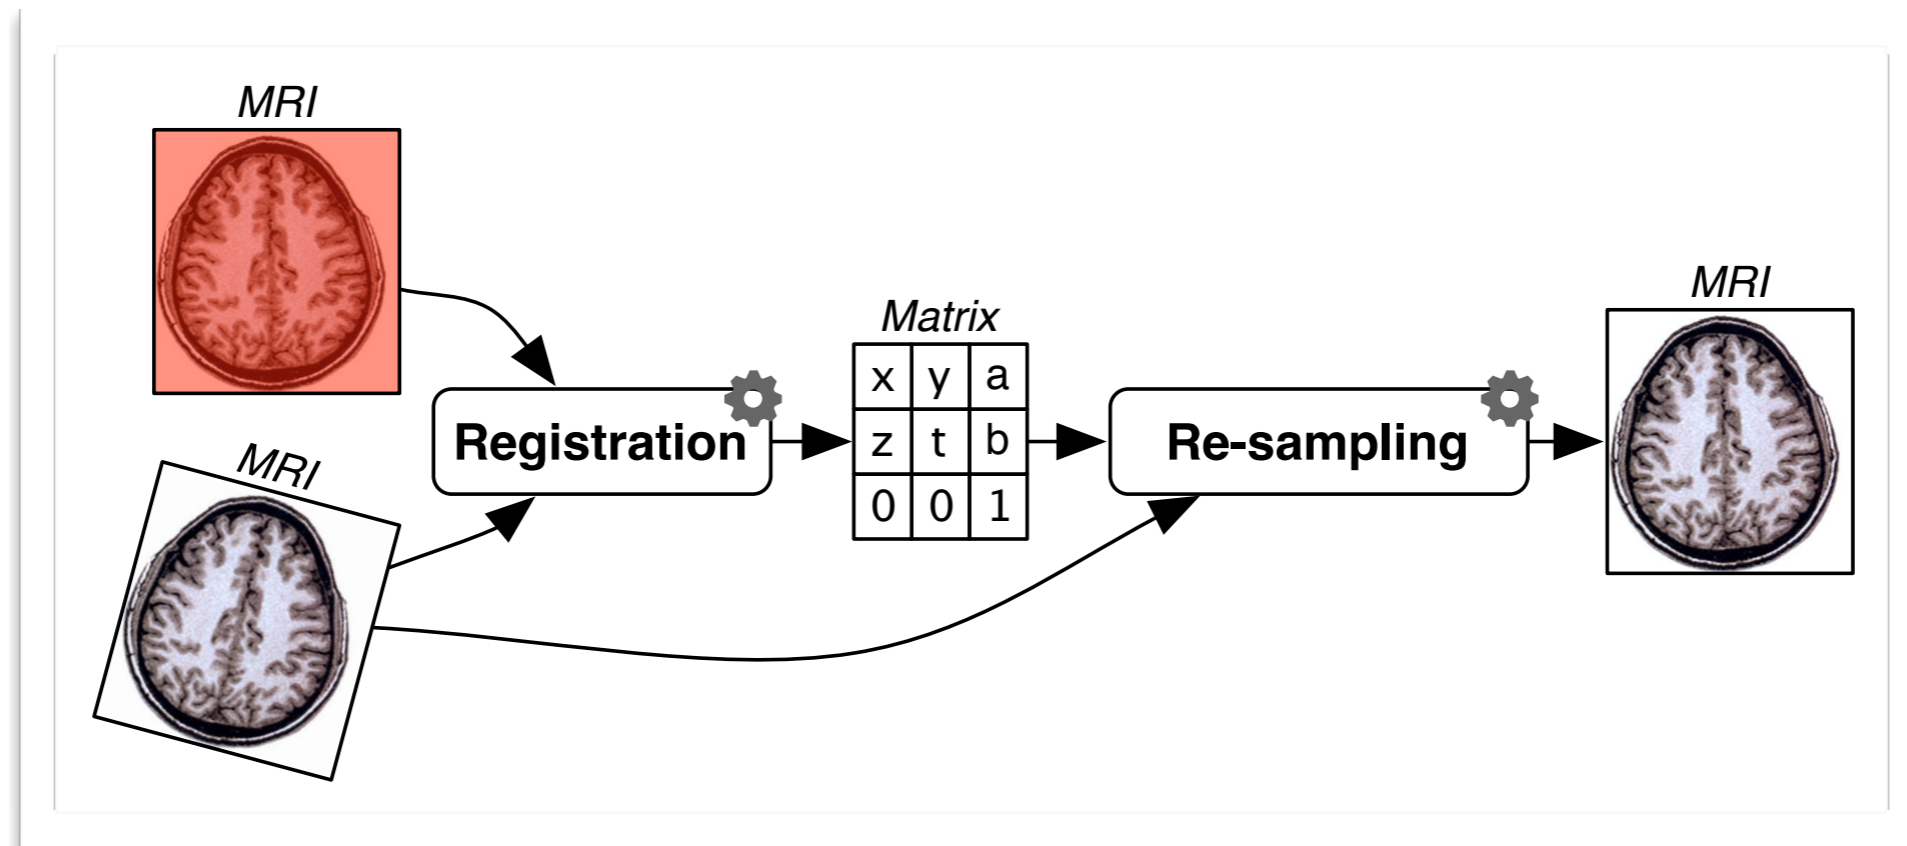 MRI
MRI
Registration
Matrix
x y a
z t b
0 0 1
Re-sampling
MRI